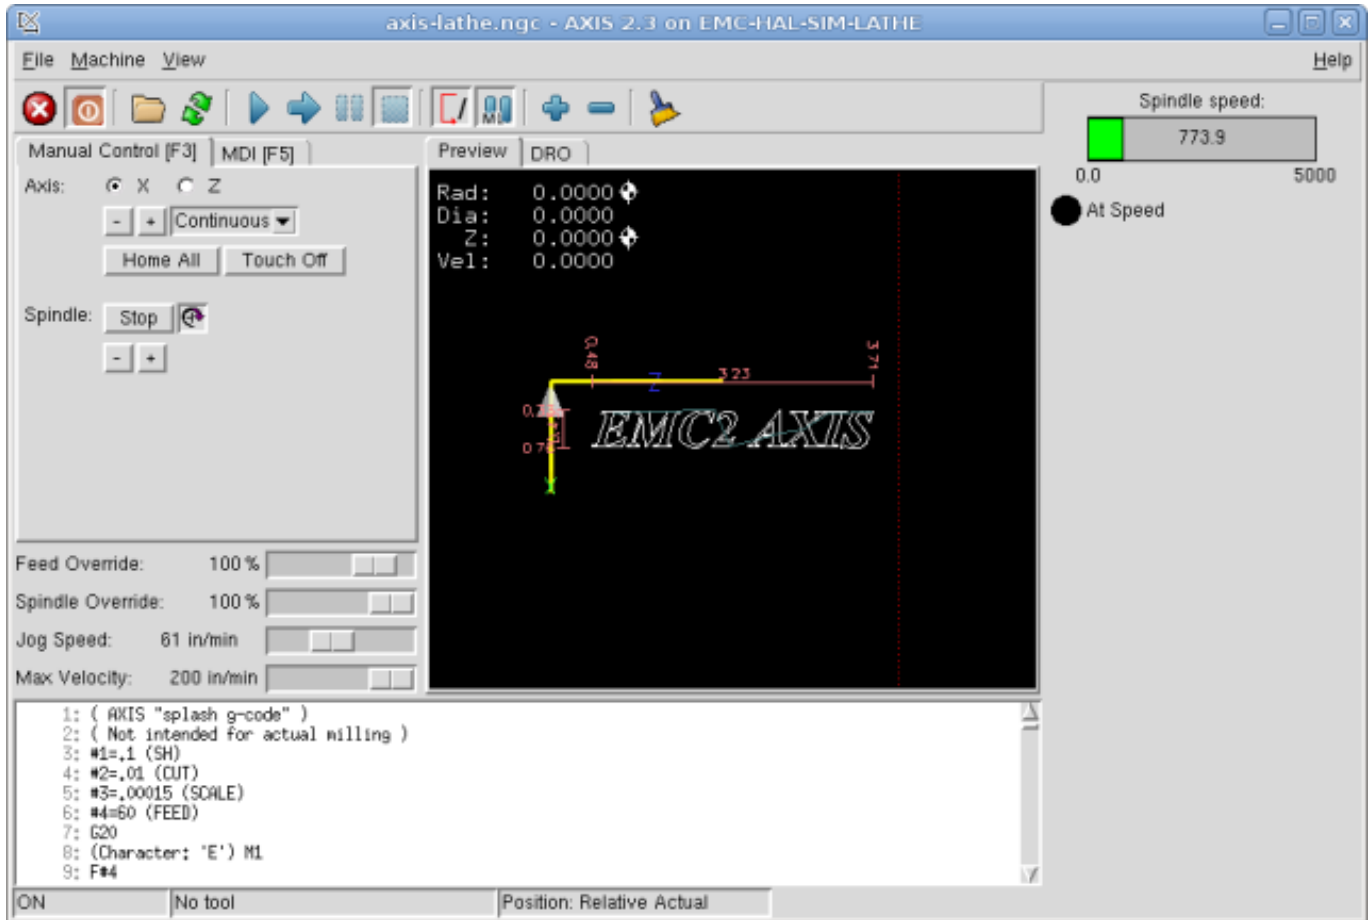 axis-lathe.ngc - AXIS 2.3 on EMC-HAL-SIM-LATHE
File Machine View Help
Manual Control [F3] MDI [F5]
Axis: X Z
- + Continuous
Home All Touch Off
Spindle: Stop
- +
Feed Override: 100 %
Spindle Override: 100 %
Jog Speed: 61 in/min
Max Velocity: 200 in/min
Preview DRO
Rad: 0.0000
Dia: 0.0000
Z: 0.0000
Vel: 0.0000
0.48
3.71
Z
3.23
0.76
EMC2 AXIS
Spindle speed:
773.9
0.0 5000
At Speed
1: ( AXIS "splash g-code" )
2: ( Not intended for actual milling )
3: #1=.1 (SH)
4: #2=.01 (CUT)
5: #3=.00015 (SCALE)
6: #4=60 (FEED)
7: G20
8: (Character: 'E') M1
9: F#4
ON No tool Position: Relative Actual